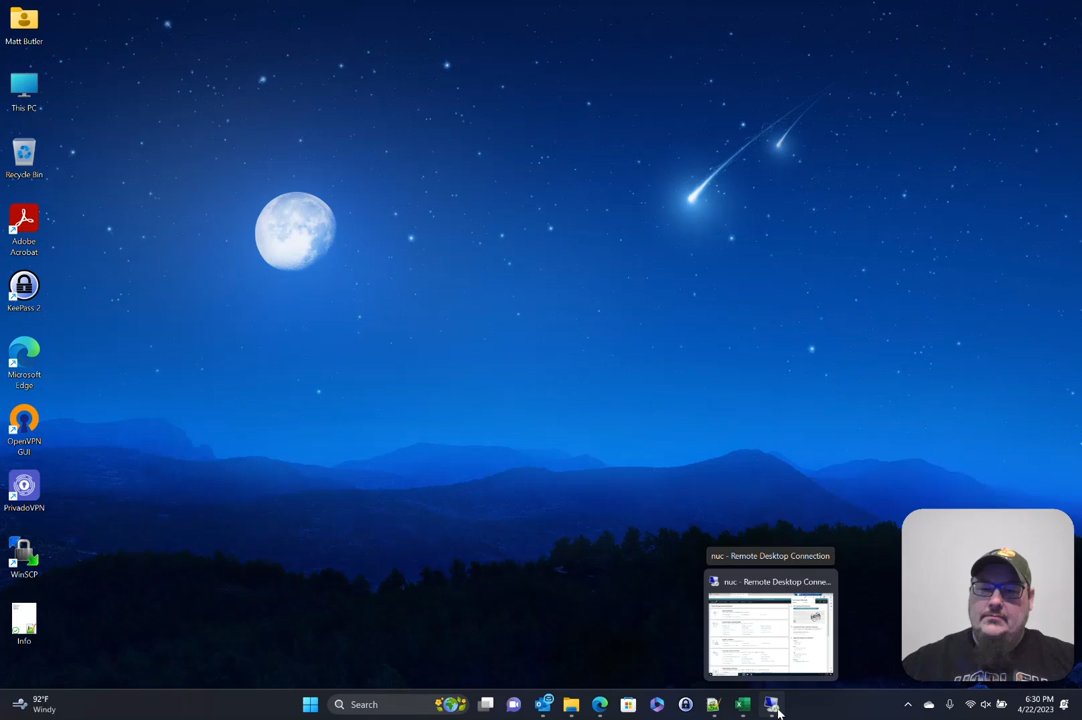 Matt Butler
This PC
Recycle Bin
Adobe
Acrobat
KeePass 2
Microsoft
Edge
OpenVPN
GUI
PrivadoVPN
WinSCP
Info
nuc - Remote Desktop Connection
nuc - Remote Desktop Conne...
92°F
Windy
Search
6:30 PM
4/22/2023